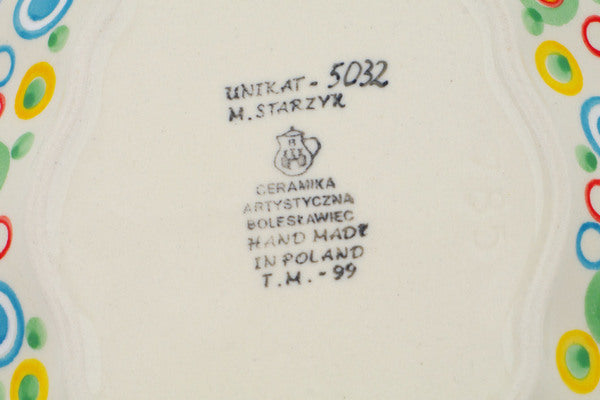 UNIKAT - 5032
M. STARZYK
CERAMIKA
ARTYSTYCZNA
BOLESŁAWIEC
HAND MADE
IN POLAND
T.M. - 99